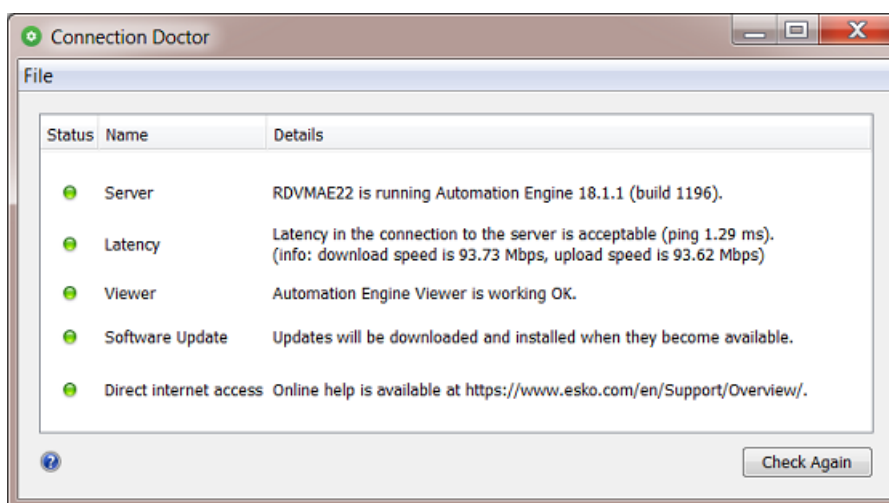 Connection Doctor
File
Status Name Details
Server RDVMAE22 is running Automation Engine 18.1.1 (build 1196).
Latency Latency in the connection to the server is acceptable (ping 1.29 ms).
(info: download speed is 93.73 Mbps, upload speed is 93.62 Mbps)
Viewer Automation Engine Viewer is working OK.
Software Update Updates will be downloaded and installed when they become available.
Direct internet access Online help is available at https://www.esko.com/en/Support/Overview/.
Check Again